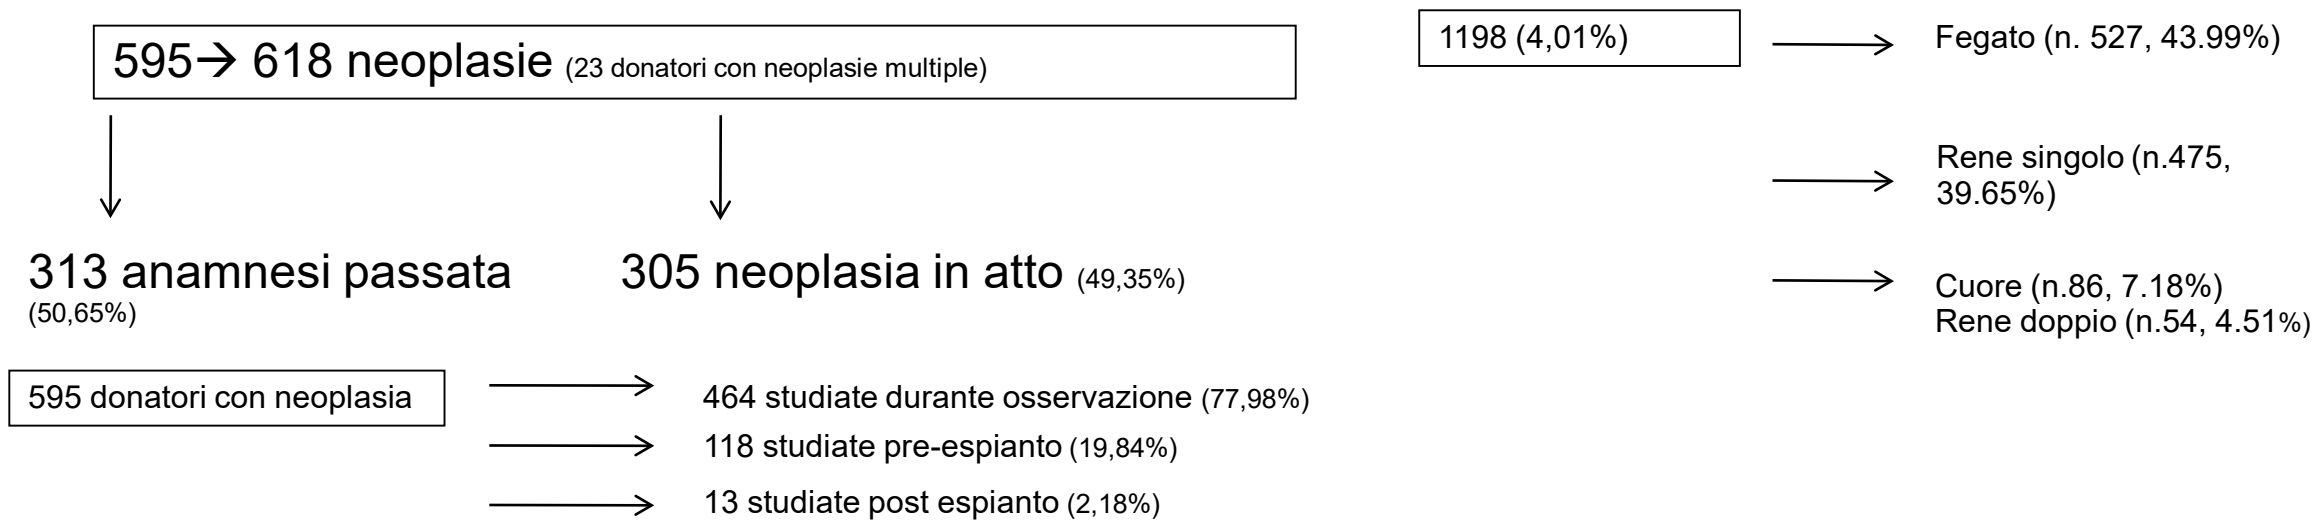 595→ 618 neoplasie (23 donatori con neoplasie multiple)
313 anamnesi passata
(50,65%)
305 neoplasia in atto (49,35%)
595 donatori con neoplasia
464 studiate durante osservazione (77,98%)
118 studiate pre-espianto (19,84%)
13 studiate post espianto (2,18%)
1198 (4,01%)
Fegato (n. 527, 43.99%)
Rene singolo (n.475,
39.65%)
Cuore (n.86, 7.18%)
Rene doppio (n.54, 4.51%)